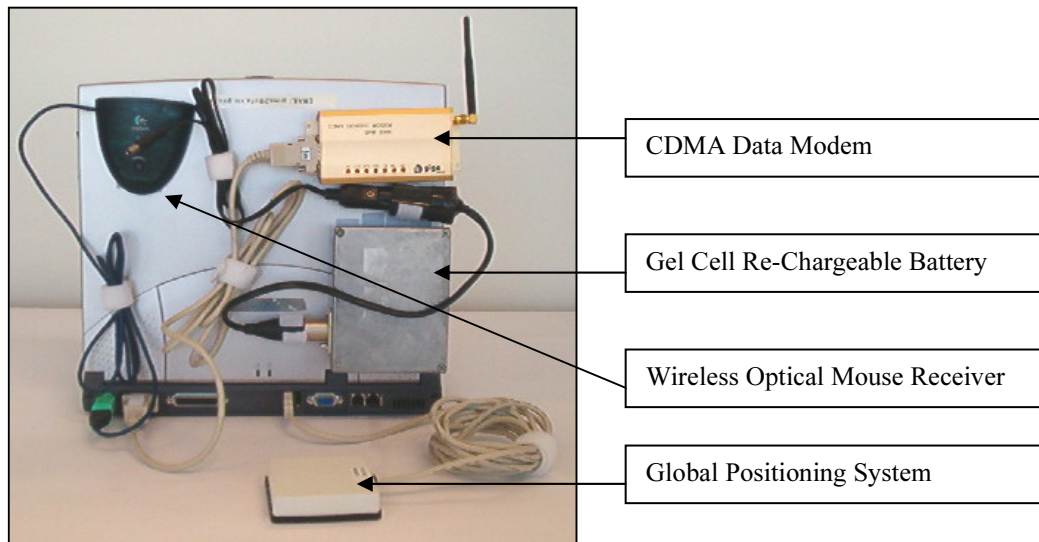 CDMA Data Modem
Gel Cell Re-Chargeable Battery
Wireless Optical Mouse Receiver
Global Positioning System